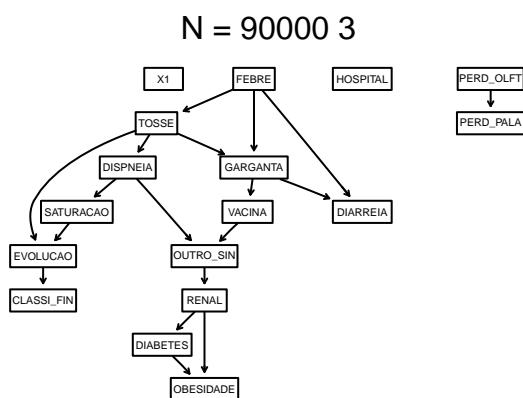 N = 90000 3
X1 FEBRE HOSPITAL PERD_OLFT
TOSSE PERD_PALA
DISPNEIA GARGANTA
SATURACAO VACINA DIARREIA
EVOLUCAO OUTRO_SIN
CLASSI_FIN RENAL
DIABETES
OBESIDADE